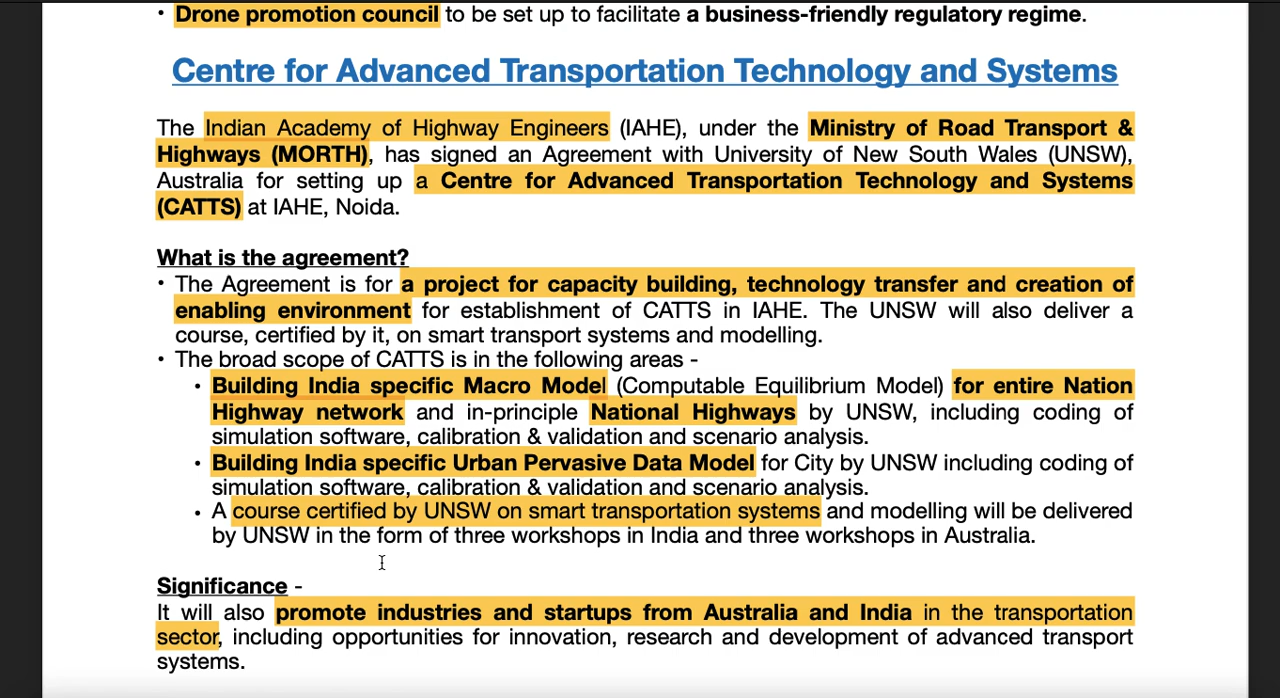 • Drone promotion council to be set up to facilitate a business-friendly regulatory regime.
Centre for Advanced Transportation Technology and Systems
The Indian Academy of Highway Engineers (IAHE), under the Ministry of Road Transport &
Highways (MORTH), has signed an Agreement with University of New South Wales (UNSW),
Australia for setting up a Centre for Advanced Transportation Technology and Systems
(CATTS) at IAHE, Noida.
What is the agreement?
• The Agreement is for a project for capacity building, technology transfer and creation of
enabling environment for establishment of CATTS in IAHE. The UNSW will also deliver a
course, certified by it, on smart transport systems and modelling.
• The broad scope of CATTS is in the following areas -
• Building India specific Macro Model (Computable Equilibrium Model) for entire Nation
Highway network and in-principle National Highways by UNSW, including coding of
simulation software, calibration & validation and scenario analysis.
• Building India specific Urban Pervasive Data Model for City by UNSW including coding of
simulation software, calibration & validation and scenario analysis.
• A course certified by UNSW on smart transportation systems and modelling will be delivered
by UNSW in the form of three workshops in India and three workshops in Australia.
Significance -
It will also promote industries and startups from Australia and India in the transportation
sector, including opportunities for innovation, research and development of advanced transport
systems.